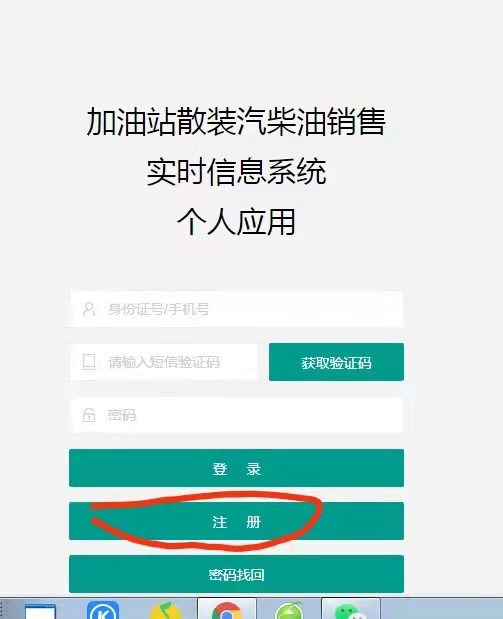 加油站散装汽柴油销售
实时信息系统
个人应用
身份证号/手机号
请输入短信验证码
获取验证码
密码
登 录
注 册
密码找回